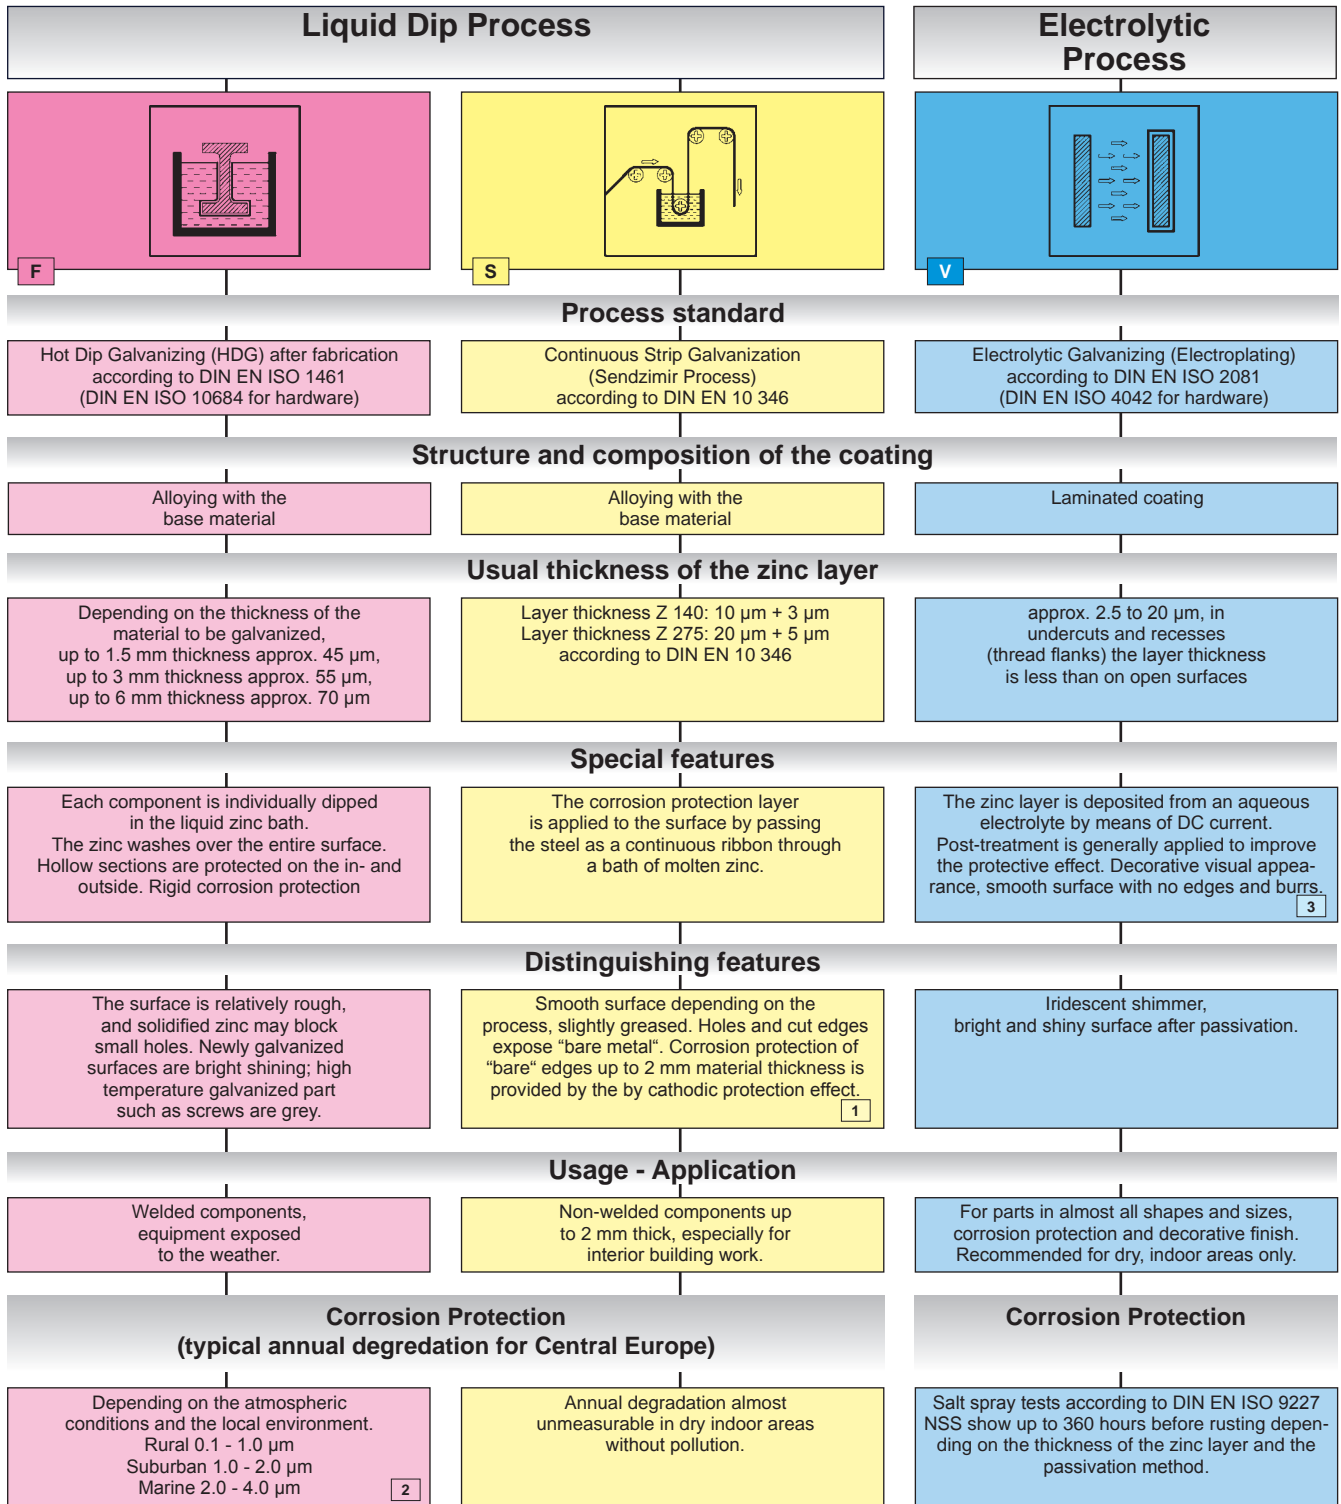 Liquid Dip Process
Electrolytic
Process
F
S
V
Process standard
Hot Dip Galvanizing (HDG) after fabrication
according to DIN EN ISO 1461
(DIN EN ISO 10684 for hardware)
Continuous Strip Galvanization
(Sendzimir Process)
according to DIN EN 10 346
Electrolytic Galvanizing (Electroplating)
according to DIN EN ISO 2081
(DIN EN ISO 4042 for hardware)
Structure and composition of the coating
Alloying with the
base material
Alloying with the
base material
Laminated coating
Usual thickness of the zinc layer
Depending on the thickness of the
material to be galvanized,
up to 1.5 mm thickness approx. 45 µm,
up to 3 mm thickness approx. 55 µm,
up to 6 mm thickness approx. 70 µm
Layer thickness Z 140: 10 µm + 3 µm
Layer thickness Z 275: 20 µm + 5 µm
according to DIN EN 10 346
approx. 2.5 to 20 µm, in
undercuts and recesses
(thread flanks) the layer thickness
is less than on open surfaces
Special features
Each component is individually dipped
in the liquid zinc bath.
The zinc washes over the entire surface.
Hollow sections are protected on the in- and
outside. Rigid corrosion protection
The corrosion protection layer
is applied to the surface by passing
the steel as a continuous ribbon through
a bath of molten zinc.
The zinc layer is deposited from an aqueous
electrolyte by means of DC current.
Post-treatment is generally applied to improve
the protective effect. Decorative visual appea-
rance, smooth surface with no edges and burrs.
3
Distinguishing features
The surface is relatively rough,
and solidified zinc may block
small holes. Newly galvanized
surfaces are bright shining; high
temperature galvanized part
such as screws are grey.
Smooth surface depending on the
process, slightly greased. Holes and cut edges
expose “bare metal“. Corrosion protection of
“bare“ edges up to 2 mm material thickness is
provided by the by cathodic protection effect.
1
Iridescent shimmer,
bright and shiny surface after passivation.
Usage - Application
Welded components,
equipment exposed
to the weather.
Non-welded components up
to 2 mm thick, especially for
interior building work.
For parts in almost all shapes and sizes,
corrosion protection and decorative finish.
Recommended for dry, indoor areas only.
Corrosion Protection
(typical annual degredation for Central Europe)
Corrosion Protection
Depending on the atmospheric
conditions and the local environment.
Rural 0.1 - 1.0 µm
Suburban 1.0 - 2.0 µm
Marine 2.0 - 4.0 µm
2
Annual degradation almost
unmeasurable in dry indoor areas
without pollution.
Salt spray tests according to DIN EN ISO 9227
NSS show up to 360 hours before rusting depen-
ding on the thickness of the zinc layer and the
passivation method.